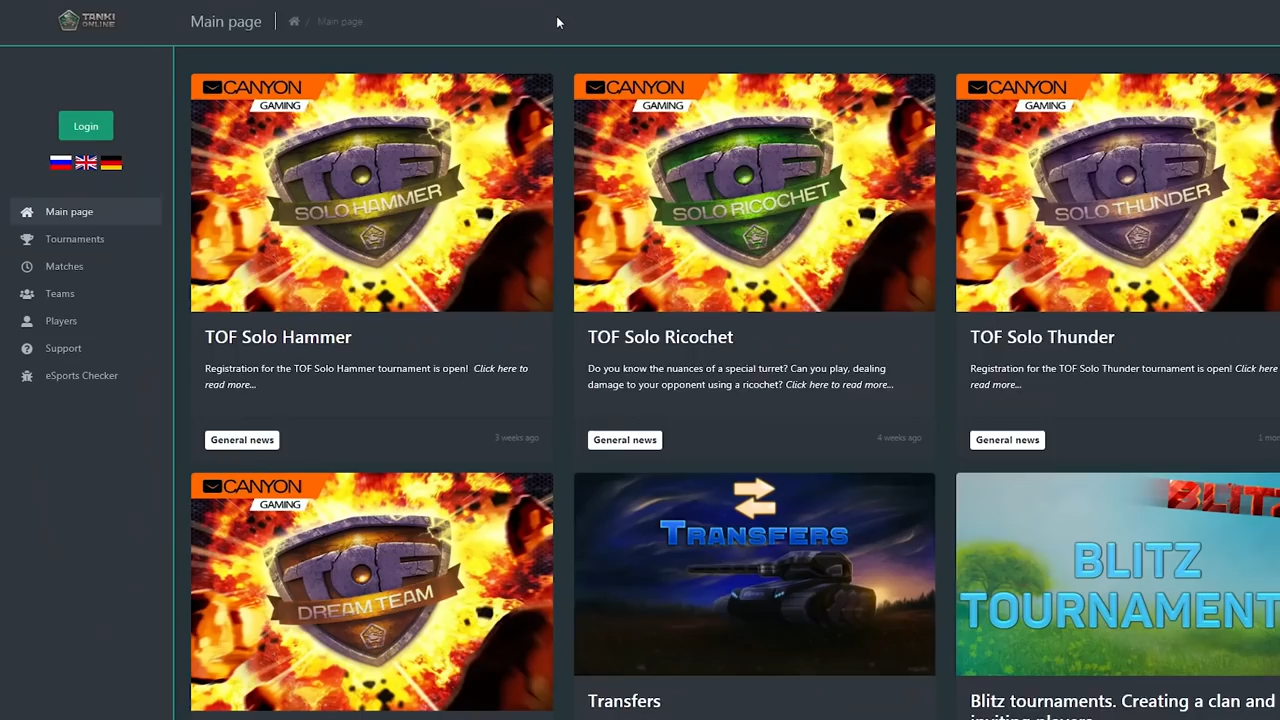 TANKI
ONLINE
Main page
/ Main page
Login
Main page
Tournaments
Matches
Teams
Players
Support
eSports Checker
CANYON
GAMING
TOF
SOLO HAMMER
TOF Solo Hammer
Registration for the TOF Solo Hammer tournament is open! Click here to
read more...
General news
3 weeks ago
CANYON
GAMING
TOF
SOLO RICOCHET
TOF Solo Ricochet
Do you know the nuances of a special turret? Can you play, dealing
damage to your opponent using a ricochet? Click here to read more...
General news
4 weeks ago
CANYON
GAMING
TOF
SOLO THUNDER
TOF Solo Thunder
Registration for the TOF Solo Thunder tournament is open! Click here
read more...
General news
1 mo
CANYON
GAMING
TOF
DREAM TEAM
TRANSFERS
Transfers
BLIT
BLITZ
TOURNAMENT
Blitz tournaments. Creating a clan and
inviting players